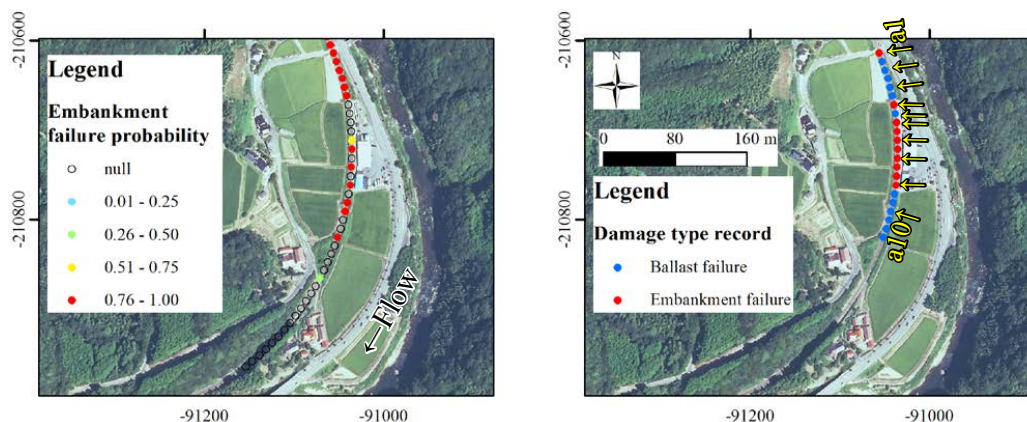 -210600
-210800
Legend
Embankment
failure probability
null
0.01 - 0.25
0.26 - 0.50
0.51 - 0.75
0.76 - 1.00
←Flow
-91200
-91000
-210600
-210800
N
0
80
160 m
Legend
Damage type record
Ballast failure
Embankment failure
a1
a10
-91200
-91000